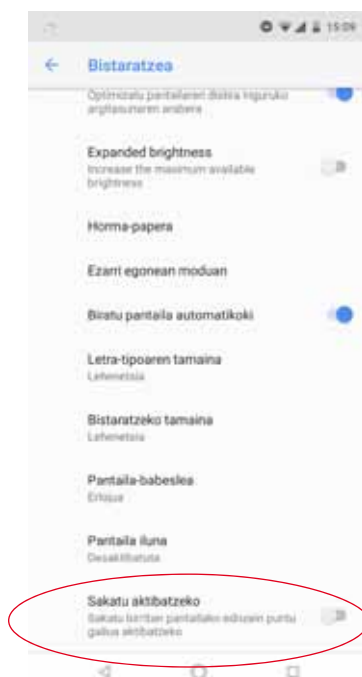 15:09
Bistaratzea
Optimizatu pantailaren distira inguruko
argitasunaren arabera
Expanded brightness
Increase the maximum available
brightness
Horma-papera
Ezarri egonean moduan
Biratu pantaila automatikoki
Letra-tipoaren tamaina
Lehenetsia
Bistaratzeko tamaina
Lehenetsia
Pantaila-babeslea
Erlojua
Pantaila iluna
Desaktibatuta
Sakatu aktibatzeko
Sakatu birritan pantailako edozein puntu
gailua aktibatzeko